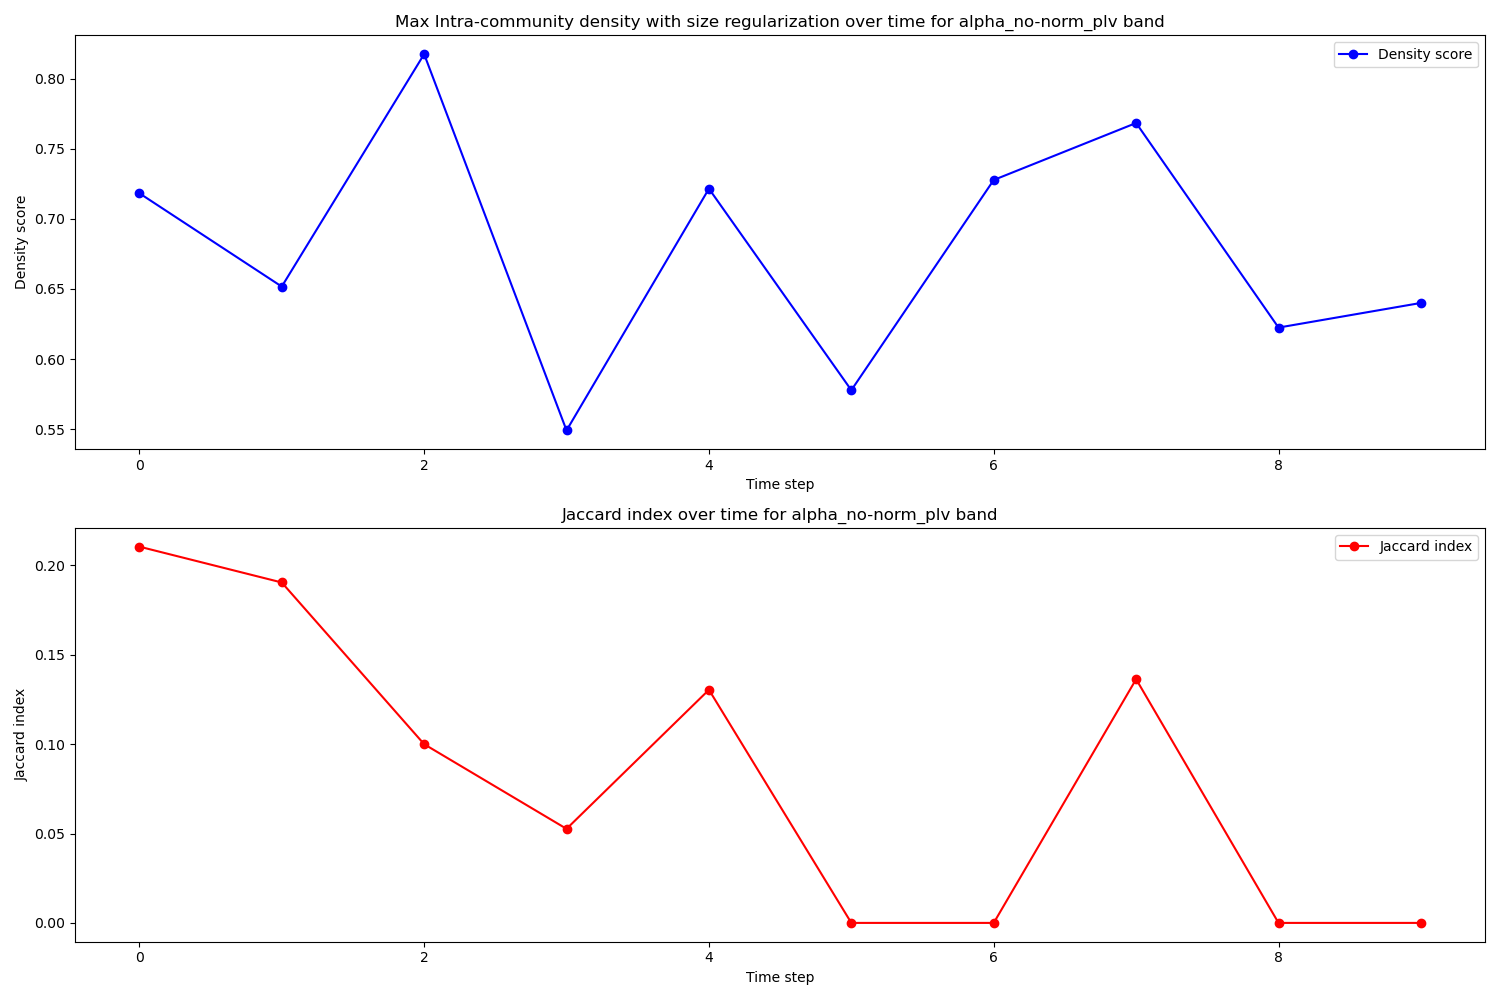 Max Intra-community density with size regularization over time for alpha_no-norm_plv band
Density score
0.80
0.75
0.70
0.65
0.60
0.55
Density score
0 2 4 6 8
Time step
Jaccard index over time for alpha_no-norm_plv band
Jaccard index
0.20
0.15
0.10
0.05
0.00
Jaccard index
0 2 4 6 8
Time step